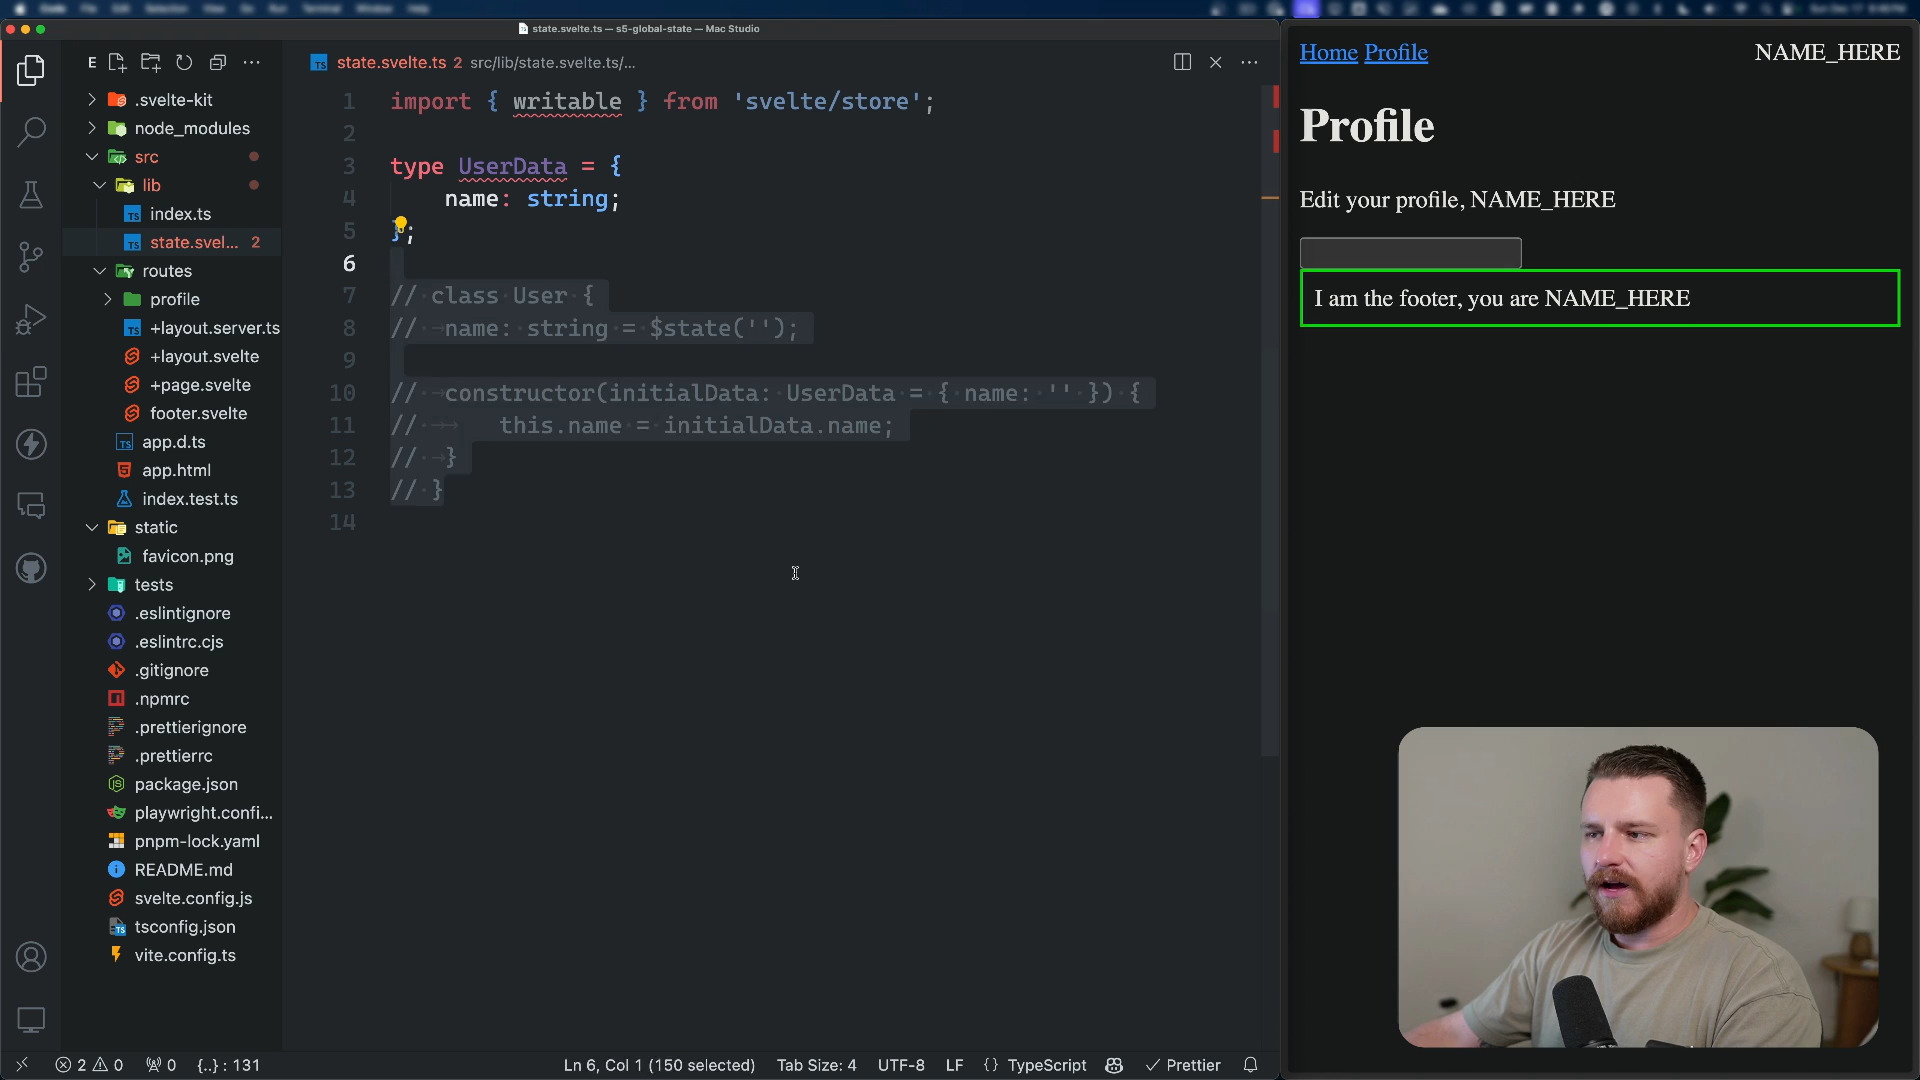 state.svelte.ts — s5-global-state — Mac Studio
E
.svelte-kit
node_modules
src
lib
index.ts
state.svel... 2
routes
profile
+layout.server.ts
+layout.svelte
+page.svelte
footer.svelte
app.d.ts
app.html
index.test.ts
static
favicon.png
tests
.eslintignore
.eslintrc.cjs
.gitignore
.npmrc
.prettierignore
.prettierrc
package.json
playwright.confi...
pnpm-lock.yaml
README.md
svelte.config.js
tsconfig.json
vite.config.ts
state.svelte.ts 2 src/lib/state.svelte.ts/...
1 import { writable } from 'svelte/store';
2
3 type UserData = {
4 name: string;
5 };
6
7 // class User {
8 // name: string = $state('');
9
10 // constructor(initialData: UserData = { name: '' }) {
11 // this.name = initialData.name;
12 // }
13 // }
14
2 0 0 {..} : 131
Ln 6, Col 1 (150 selected) Tab Size: 4 UTF-8 LF {} TypeScript Prettier
Home Profile NAME_HERE
Profile
Edit your profile, NAME_HERE
I am the footer, you are NAME_HERE